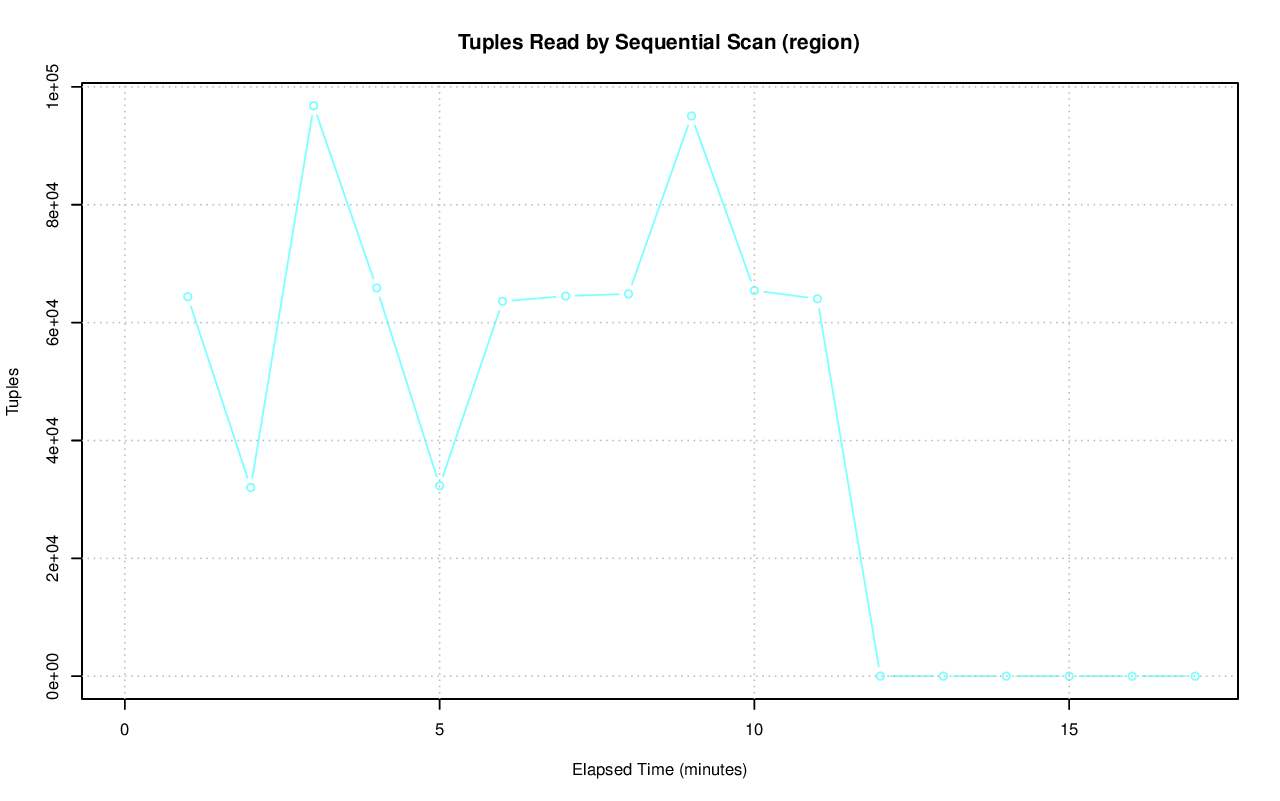 Tuples Read by Sequential Scan (region)
Tuples
1e+05
8e+04
6e+04
4e+04
2e+04
0e+00
0 5 10 15
Elapsed Time (minutes)